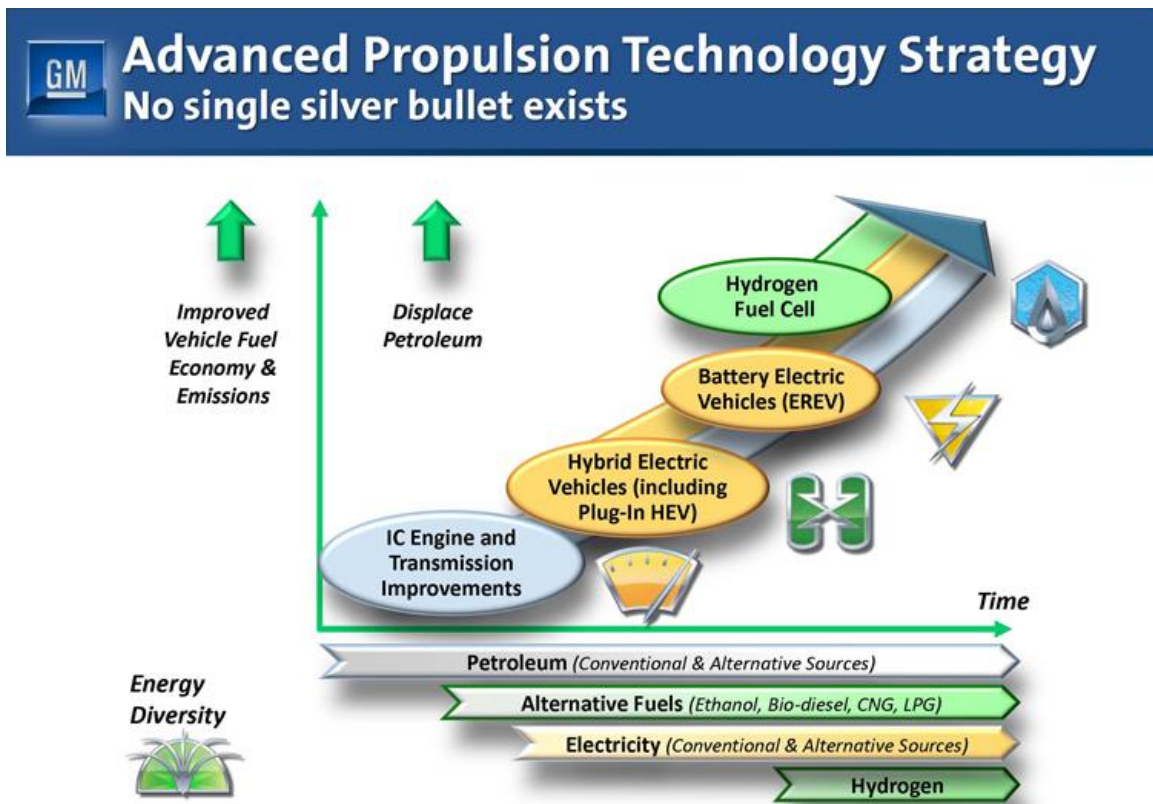 GM
Advanced Propulsion Technology Strategy
No single silver bullet exists
Improved
Vehicle Fuel
Economy &
Emissions
Displace
Petroleum
Hydrogen
Fuel Cell
Battery Electric
Vehicles (EREV)
Hybrid Electric
Vehicles (including
Plug-In HEV)
IC Engine and
Transmission
Improvements
Time
Energy
Diversity
Petroleum (Conventional & Alternative Sources)
Alternative Fuels (Ethanol, Bio-diesel, CNG, LPG)
Electricity (Conventional & Alternative Sources)
Hydrogen